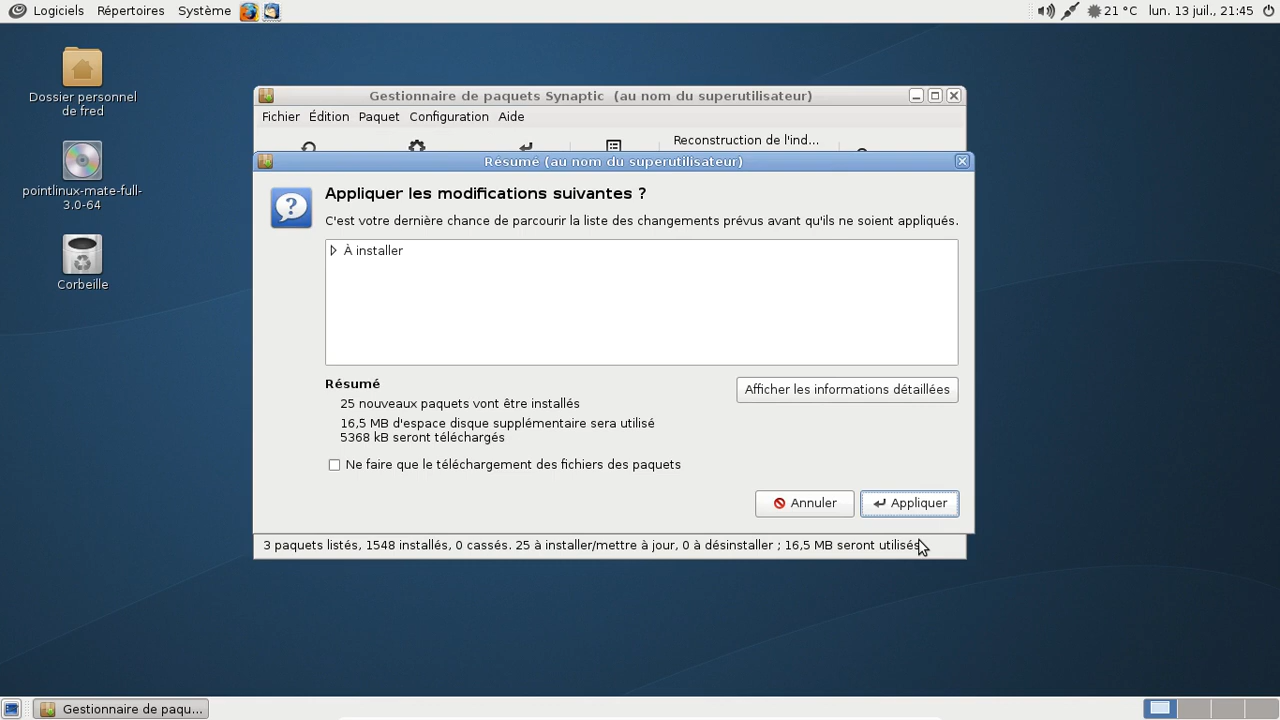 Logiciels Répertoires Système
21 °C lun. 13 juil., 21:45
Dossier personnel
de fred
pointlinux-mate-full-
3.0-64
Corbeille
Gestionnaire de paquets Synaptic (au nom du superutilisateur)
Fichier Édition Paquet Configuration Aide
Reconstruction de l'ind...
Résumé (au nom du superutilisateur)
Appliquer les modifications suivantes ?
C'est votre dernière chance de parcourir la liste des changements prévus avant qu'ils ne soient appliqués.
À installer
Résumé
Afficher les informations détaillées
25 nouveaux paquets vont être installés
16,5 MB d'espace disque supplémentaire sera utilisé
5368 kB seront téléchargés
Ne faire que le téléchargement des fichiers des paquets
Annuler Appliquer
3 paquets listés, 1548 installés, 0 cassés. 25 à installer/mettre à jour, 0 à désinstaller ; 16,5 MB seront utilisés
Gestionnaire de paqu...